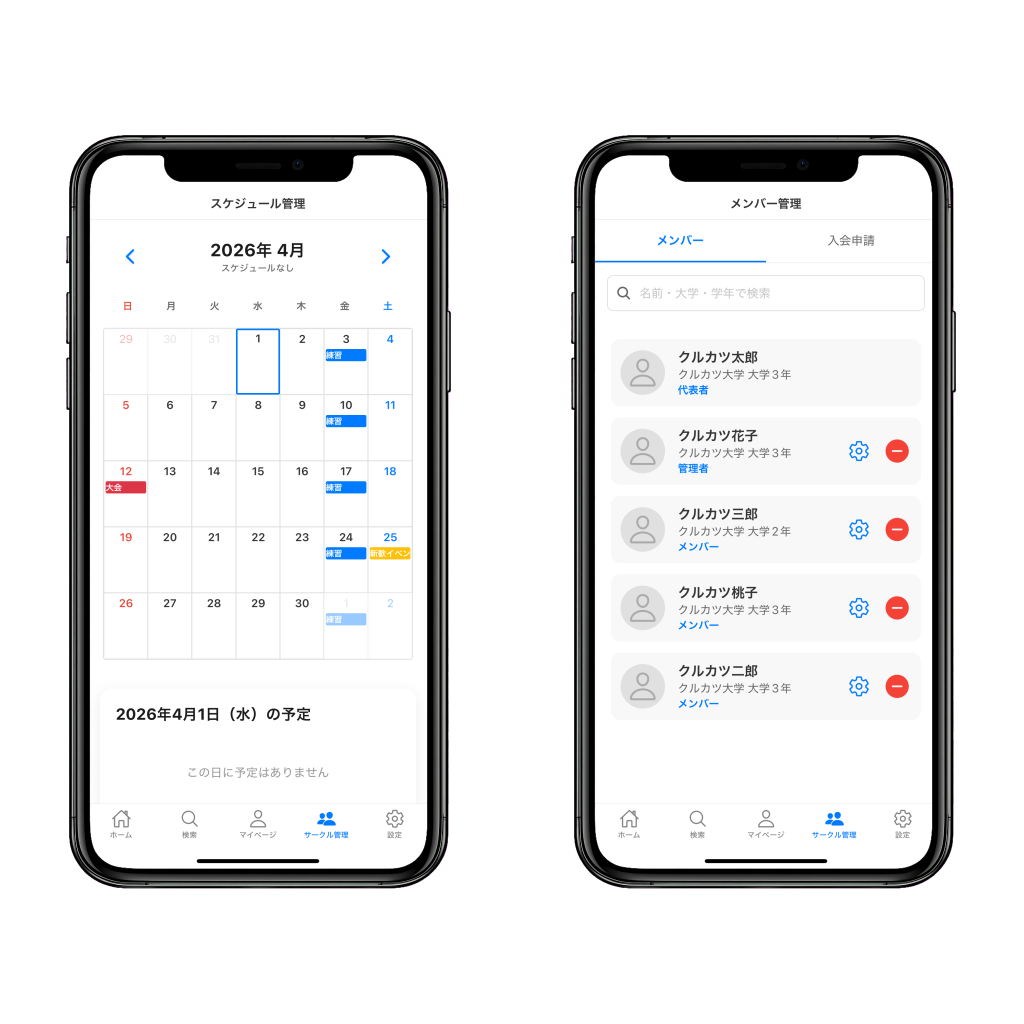 スケジュール管理
2026年 4月
スケジュールなし
日 月 火 水 木 金 土
29 30 31 1 2 3 4
練習
5 6 7 8 9 10 11
練習
12 13 14 15 16 17 18
大会 練習
19 20 21 22 23 24 25
練習 新歓イベン
26 27 28 29 30 1 2
練習
2026年4月1日（水）の予定
この日に予定はありません
ホーム 検索 マイページ サークル管理 設定
メンバー管理
メンバー 入会申請
名前・大学・学年で検索
クルカツ太郎
クルカツ大学 大学３年
代表者
クルカツ花子
クルカツ大学 大学３年
管理者
クルカツ三郎
クルカツ大学 大学２年
メンバー
クルカツ桃子
クルカツ大学 大学３年
メンバー
クルカツ二郎
クルカツ大学 大学３年
メンバー
ホーム 検索 マイページ サークル管理 設定